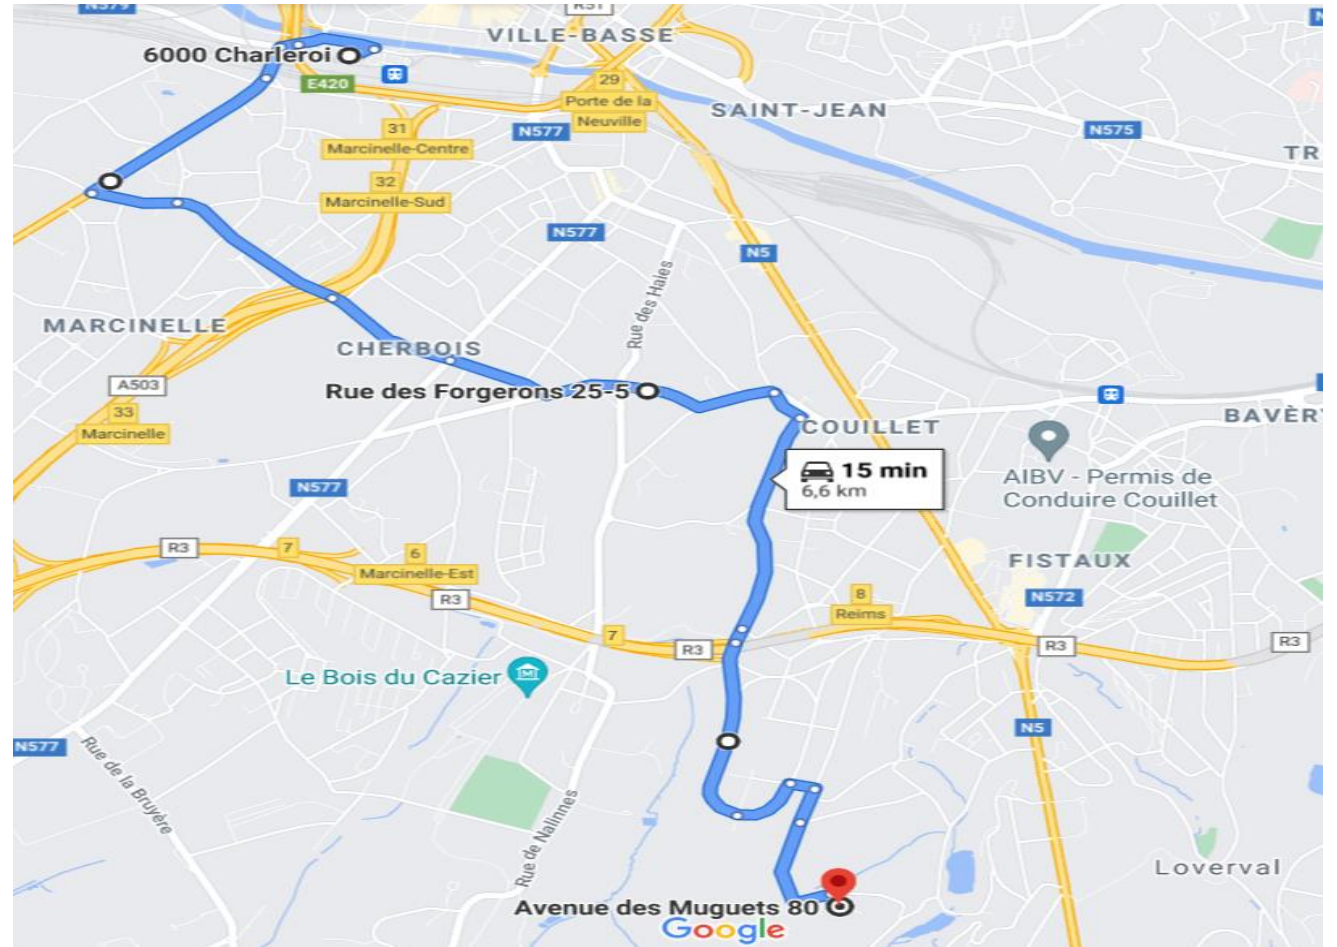 N579
R51
VILLE-BASSE
6000 Charleroi
E420
29
Porte de la
Neuville
SAINT-JEAN
N575
TR
31
Marcinelle-Centre
N577
32
Marcinelle-Sud
N577
N5
Rue des Haies
MARCINELLE
CHERBOIS
A503
Rue des Forgerons 25-5
33
Marcinelle
COUILLET
BAVÈRY
15 min
6,6 km
AIBV - Permis de
Conduire Couillet
N577
R3
7
6
Marcinelle-Est
R3
FISTAUX
N572
8
Reims
7
R3
R3
R3
Le Bois du Cazier
M
N5
N577
Rue de la Bruyère
Rue de Nalinnes
Loverval
Avenue des Muguets 80
Google